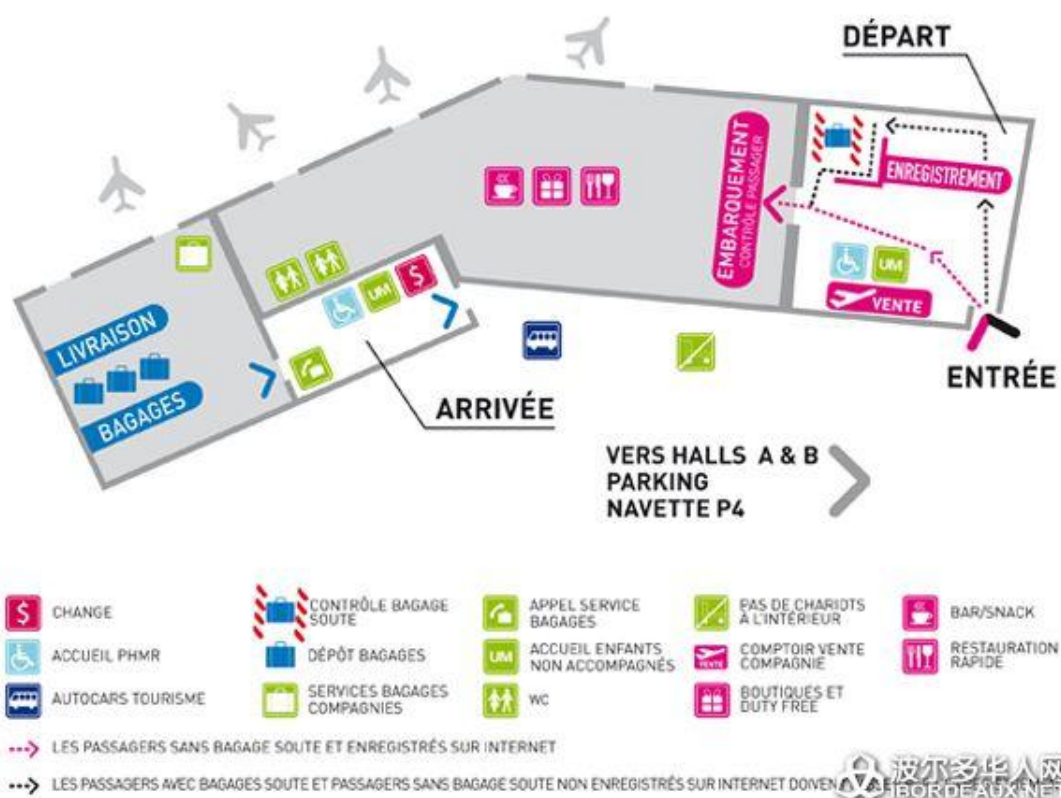 DÉPART
EMBARQUEMENT
CONTRÔLE PASSAGER
ENREGISTREMENT
UM
VENTE
ENTRÉE
LIVRAISON
BAGAGES
UM
$
ARRIVÉE
VERS HALLS A & B
PARKING
NAVETTE P4
$ CHANGE
ACCUEIL PHMR
AUTOCARS TOURISME
CONTRÔLE BAGAGE
SOUTE
DÉPÔT BAGAGES
SERVICES BAGAGES
COMPAGNIES
APPEL SERVICE
BAGAGES
UM ACCUEIL ENFANTS
NON ACCOMPAGNÉS
WC
PAS DE CHARIOTS
À L'INTÉRIEUR
VENTE COMPTOIR VENTE
COMPAGNIE
BOUTIQUES ET
DUTY FREE
BAR/SNACK
RESTAURATION
RAPIDE
LES PASSAGERS SANS BAGAGE SOUTE ET ENREGISTRÉS SUR INTERNET
LES PASSAGERS AVEC BAGAGES SOUTE ET PASSAGERS SANS BAGAGE SOUTE NON ENREGISTRÉS SUR INTERNET
波尔多华人网
IBORDEAUX.NET